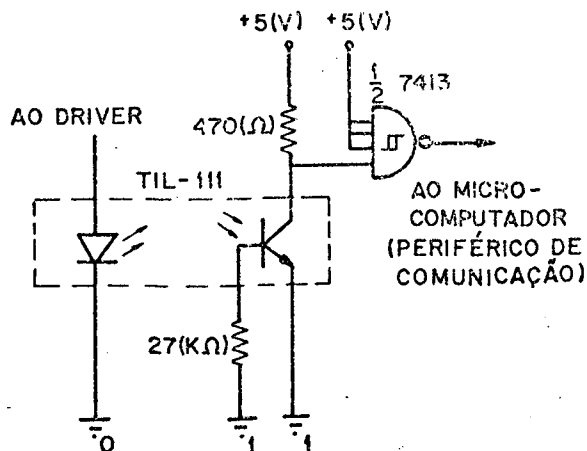 +5(V) +5(V)
1/2 7413
AO DRIVER
470(Ω)
TIL-111
AO MICRO-
COMPUTADOR
(PERIFÉRICO DE
COMUNICAÇÃO)
27(KΩ)
0 1 1